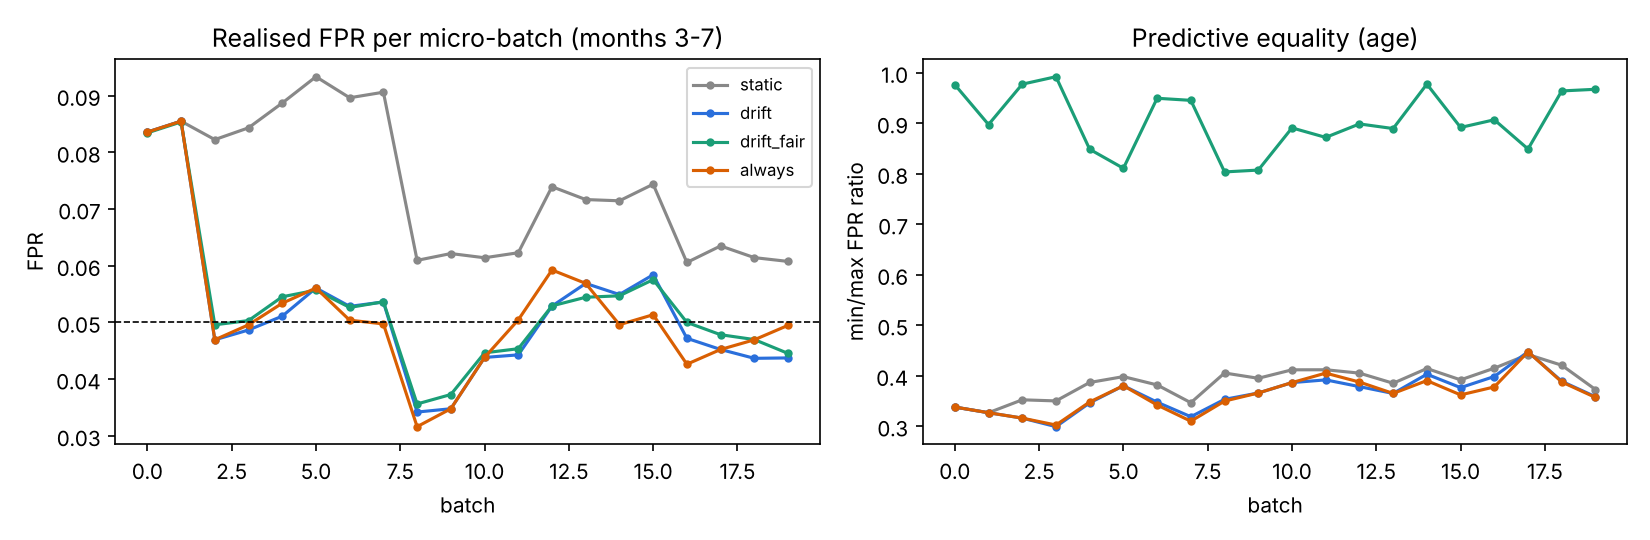 Realised FPR per micro-batch (months 3-7)
FPR
0.09
0.08
0.07
0.06
0.05
0.04
0.03
static
drift
drift_fair
always
0.0 2.5 5.0 7.5 10.0 12.5 15.0 17.5
batch
Predictive equality (age)
min/max FPR ratio
1.0
0.9
0.8
0.7
0.6
0.5
0.4
0.3
0.0 2.5 5.0 7.5 10.0 12.5 15.0 17.5
batch